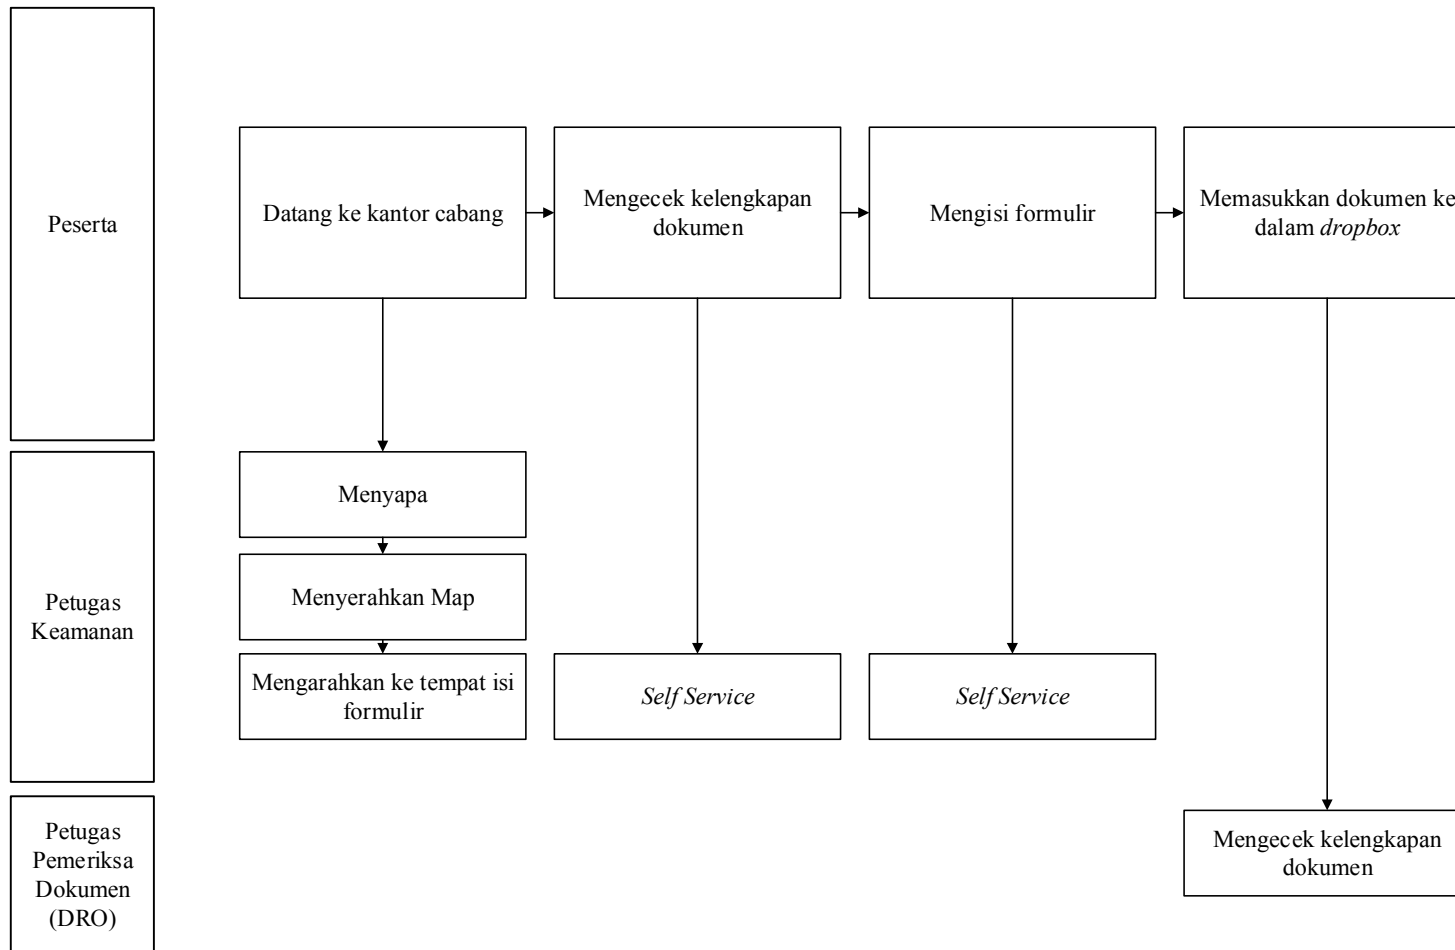 Peserta
Datang ke kantor cabang
Mengecek kelengkapan
dokumen
Mengisi formulir
Memasukkan dokumen ke
dalam dropbox
Petugas
Keamanan
Menyapa
Menyerahkan Map
Mengarahkan ke tempat isi
formulir
Self Service
Self Service
Petugas
Pemeriksa
Dokumen
(DRO)
Mengecek kelengkapan
dokumen